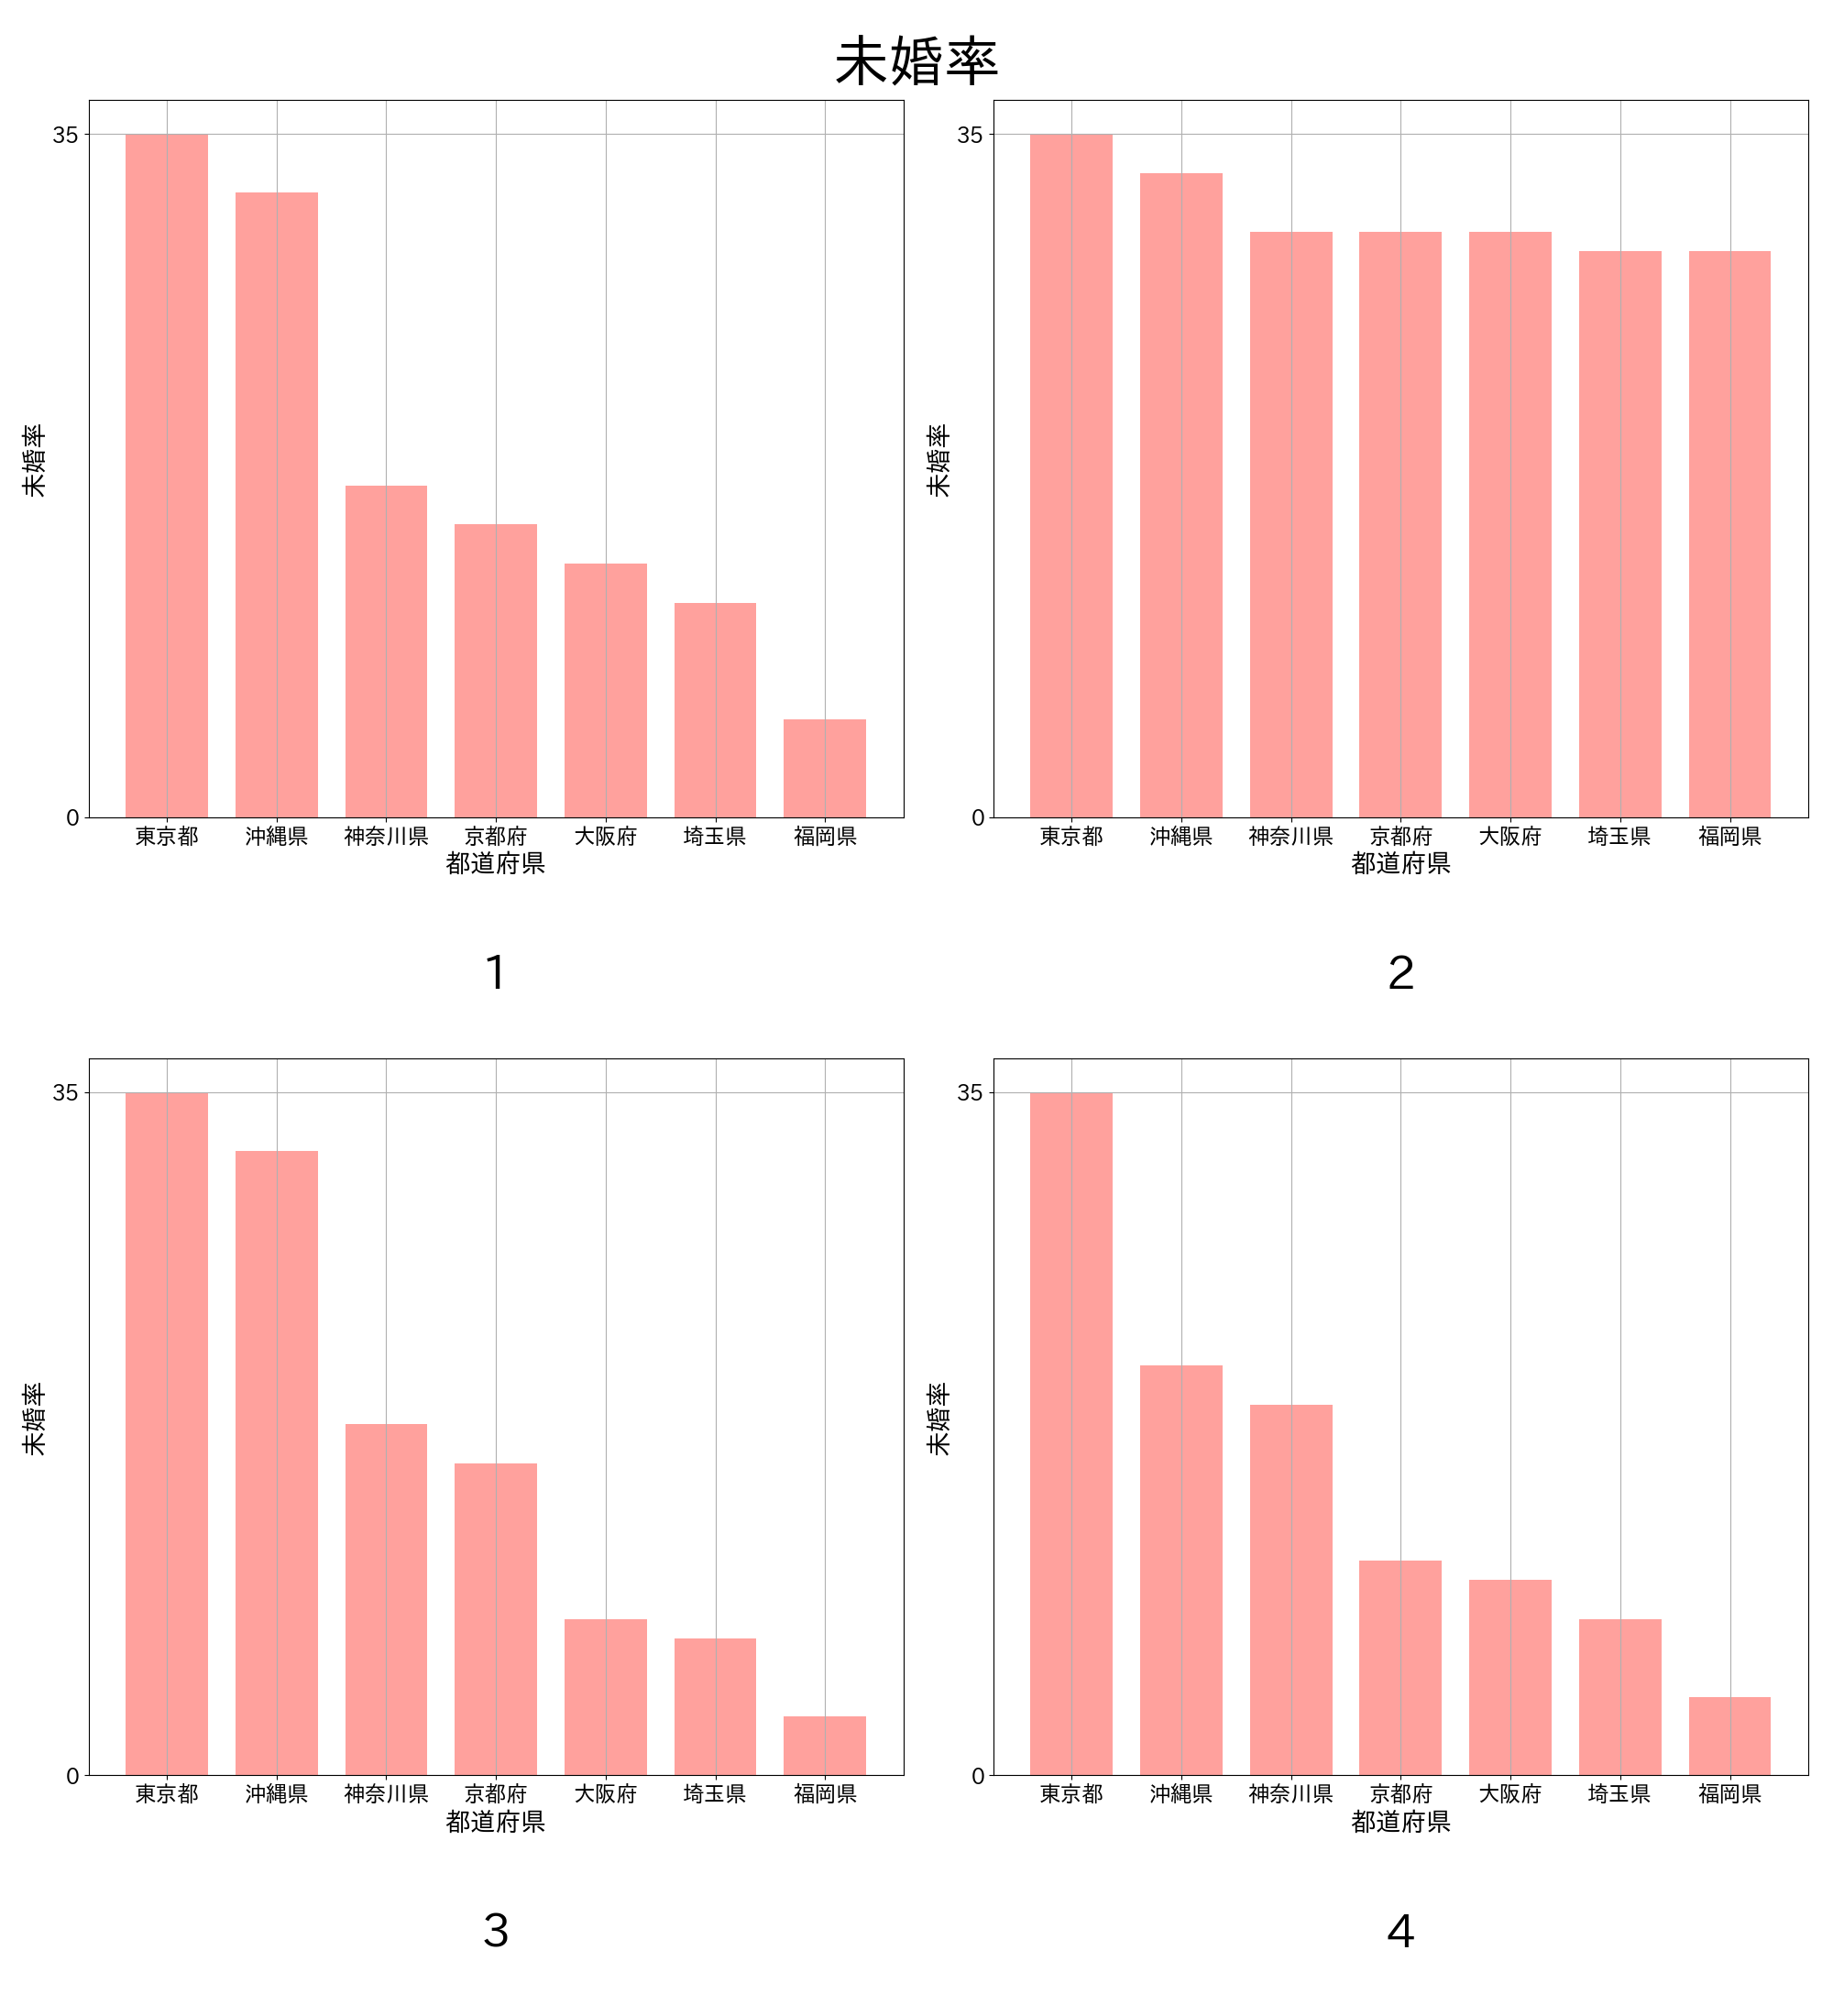 未婚率
35
0
未婚率
東京都 沖縄県 神奈川県 京都府 大阪府 埼玉県 福岡県
都道府県
1
35
0
未婚率
東京都 沖縄県 神奈川県 京都府 大阪府 埼玉県 福岡県
都道府県
2
35
0
未婚率
東京都 沖縄県 神奈川県 京都府 大阪府 埼玉県 福岡県
都道府県
3
35
0
未婚率
東京都 沖縄県 神奈川県 京都府 大阪府 埼玉県 福岡県
都道府県
4